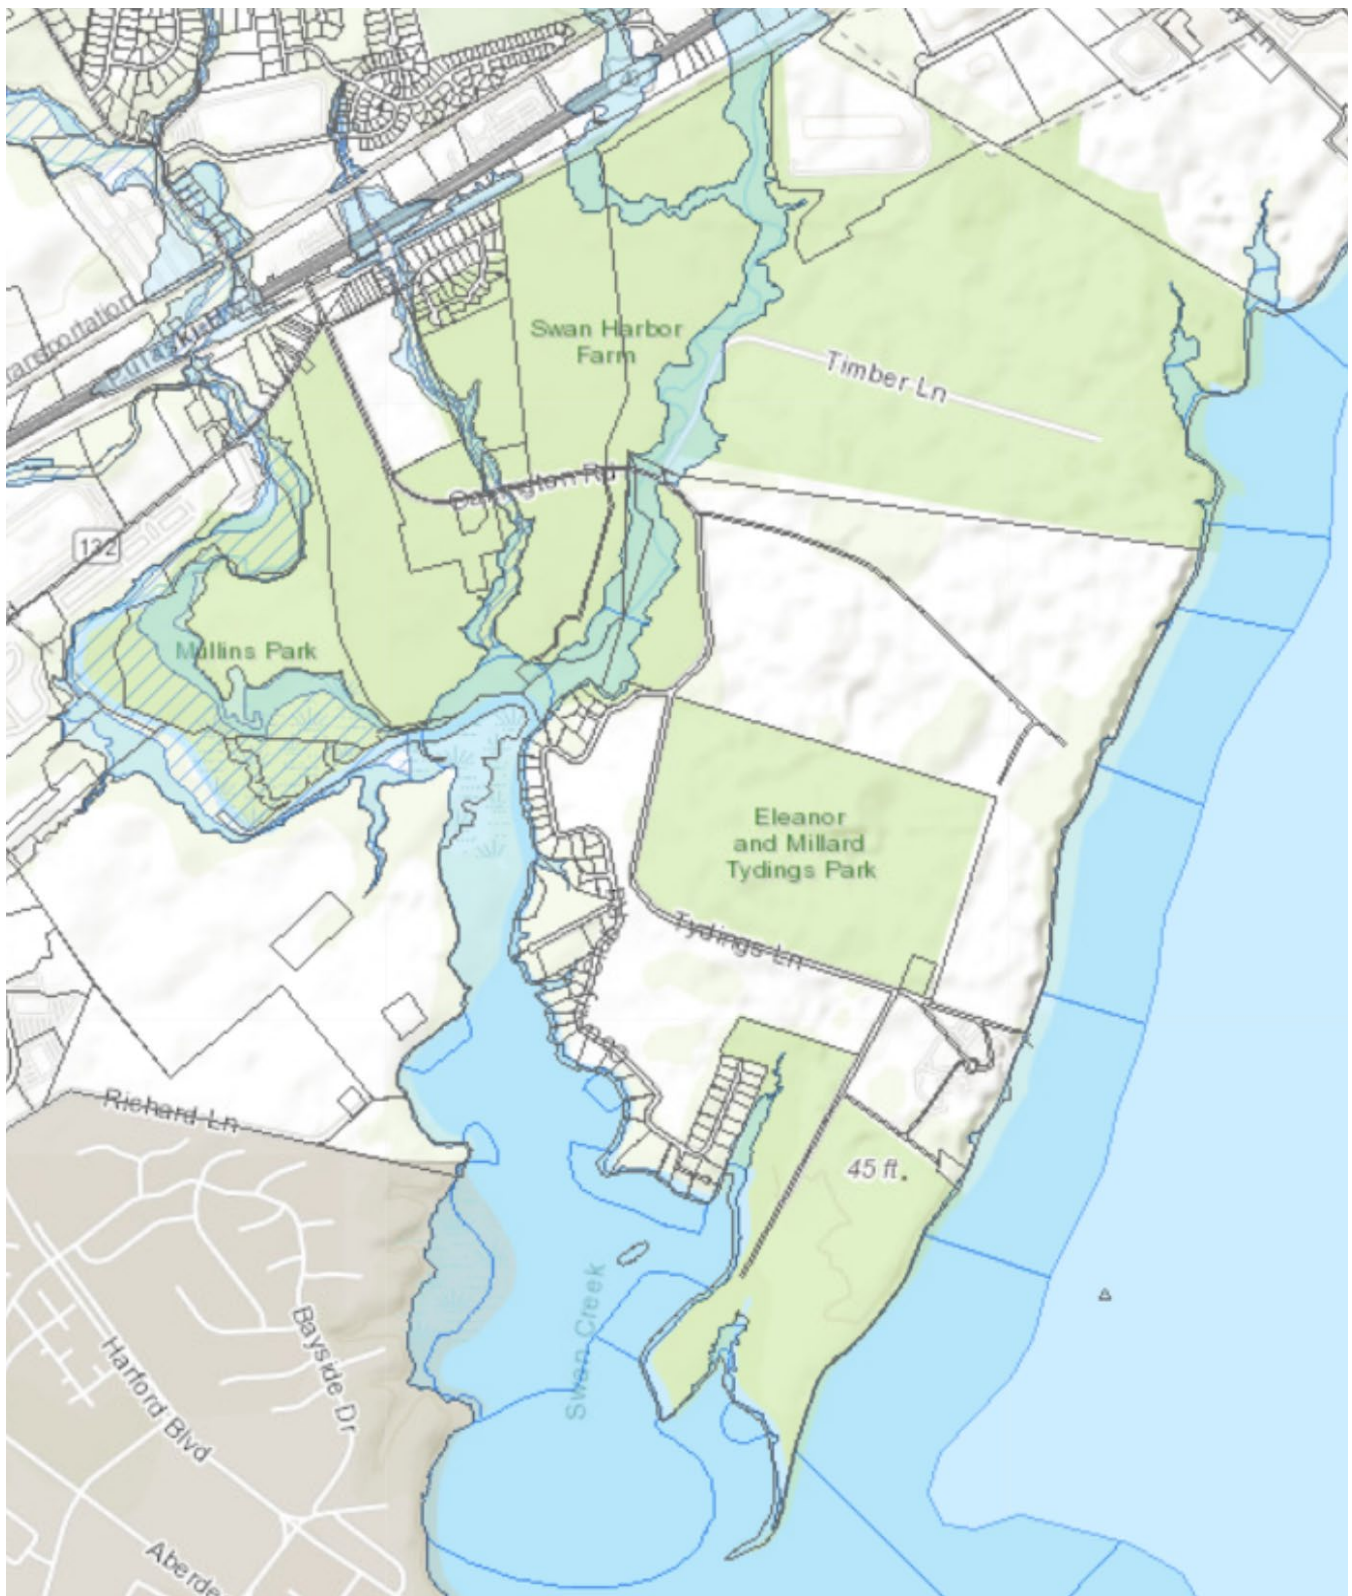 Swan Harbor
Farm
Timber Ln
132
Mullins Park
Eleanor
and Millard
Tydings Park
Tydings Ln
Richard Ln
45 ft.
Swan Creek
Bayside Dr
Harford Blvd